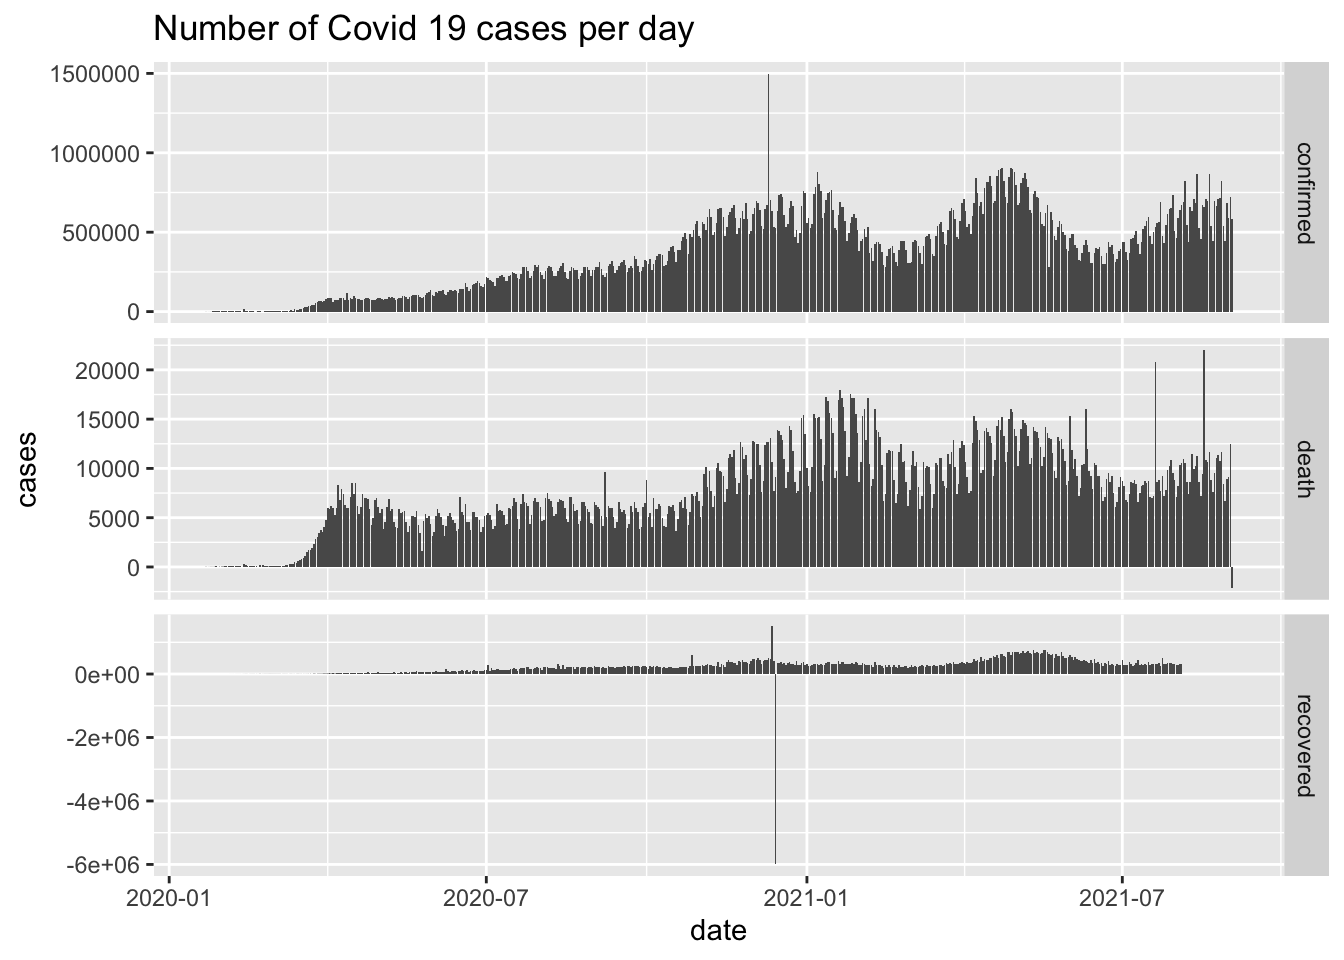 Number of Covid 19 cases per day
1500000
1000000
500000
0
confirmed
20000
15000
10000
5000
0
death
cases
0e+00
-2e+06
-4e+06
-6e+06
recovered
2020-01
2020-07
2021-01
2021-07
date